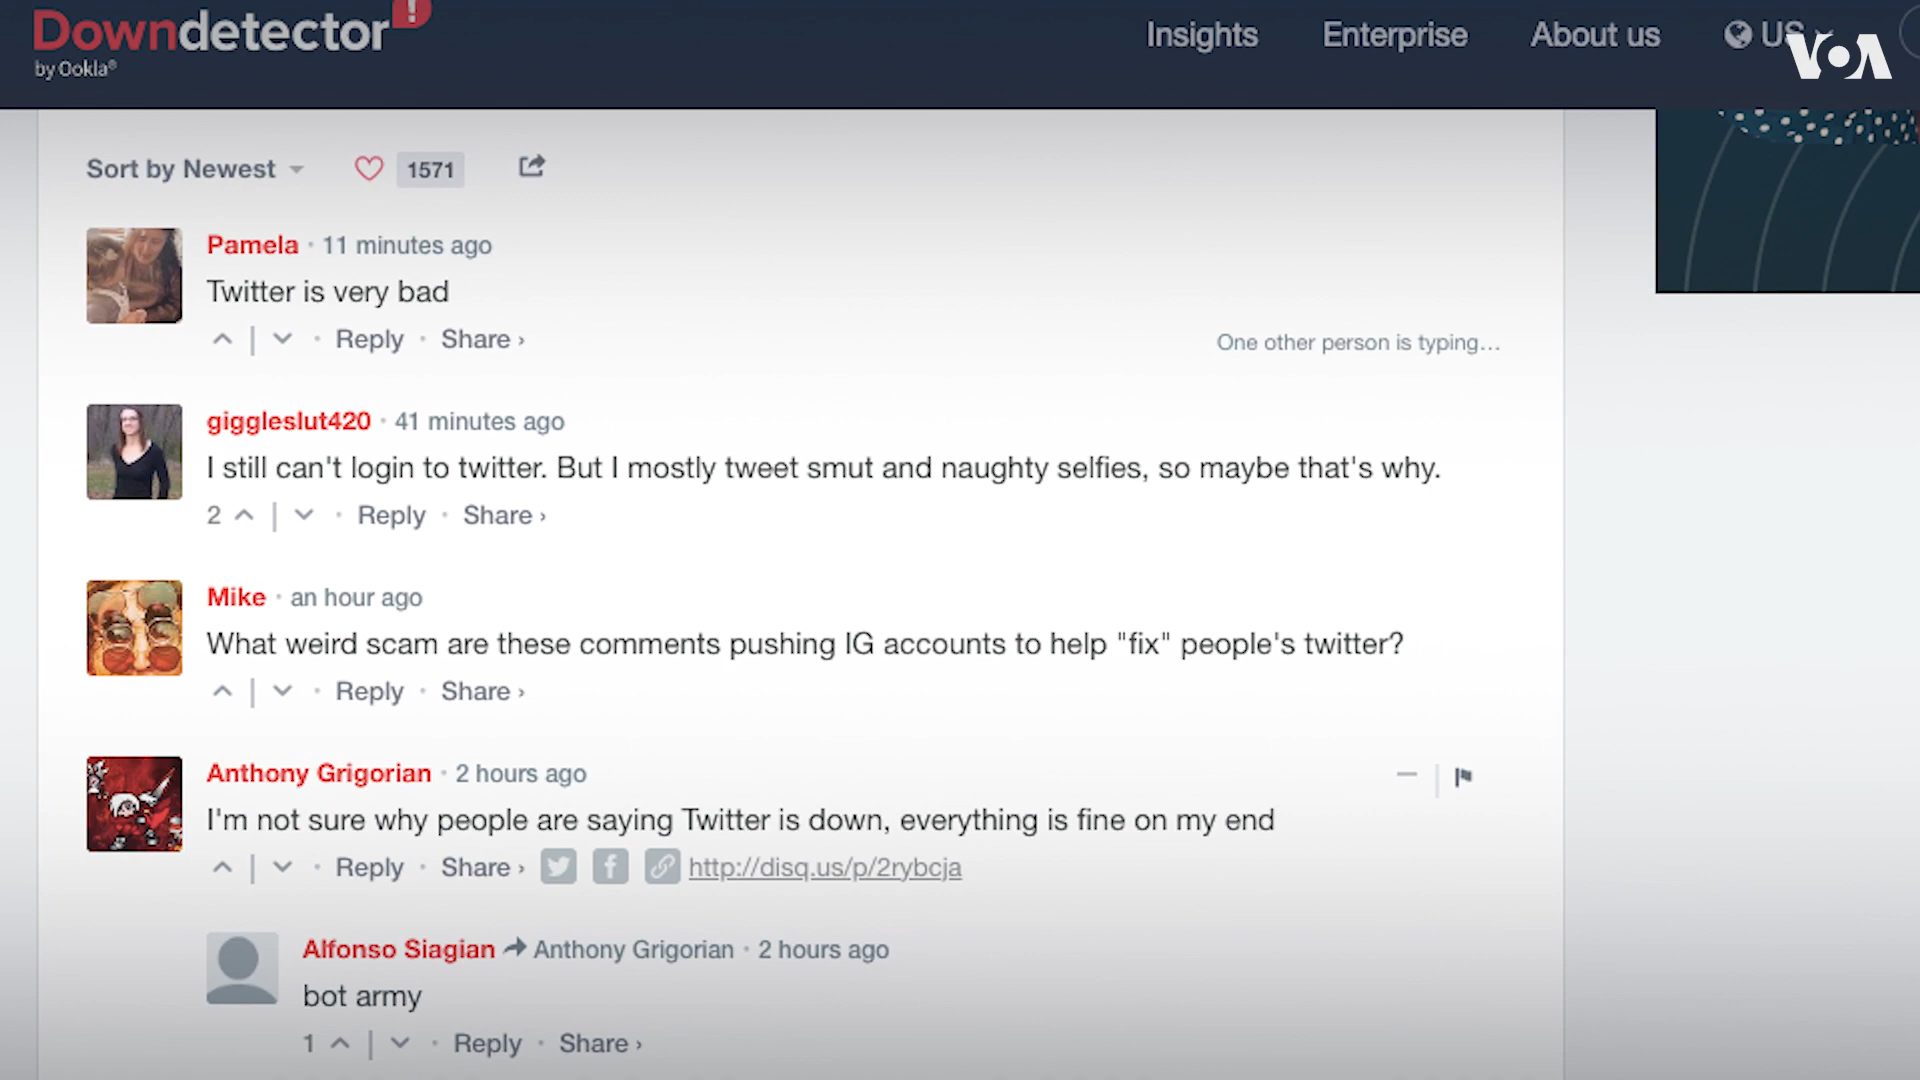 Downdetector
by Ookla®
Insights
Enterprise
About us
US
VOA
Sort by Newest
1571
Pamela · 11 minutes ago
Twitter is very bad
Reply · Share ›
One other person is typing…
giggleslut420 · 41 minutes ago
I still can't login to twitter. But I mostly tweet smut and naughty selfies, so maybe that's why.
2
Reply · Share ›
Mike · an hour ago
What weird scam are these comments pushing IG accounts to help "fix" people's twitter?
Reply · Share ›
Anthony Grigorian · 2 hours ago
I'm not sure why people are saying Twitter is down, everything is fine on my end
Reply · Share › http://disq.us/p/2rybcja
Alfonso Siagian Anthony Grigorian · 2 hours ago
bot army
1
Reply · Share ›